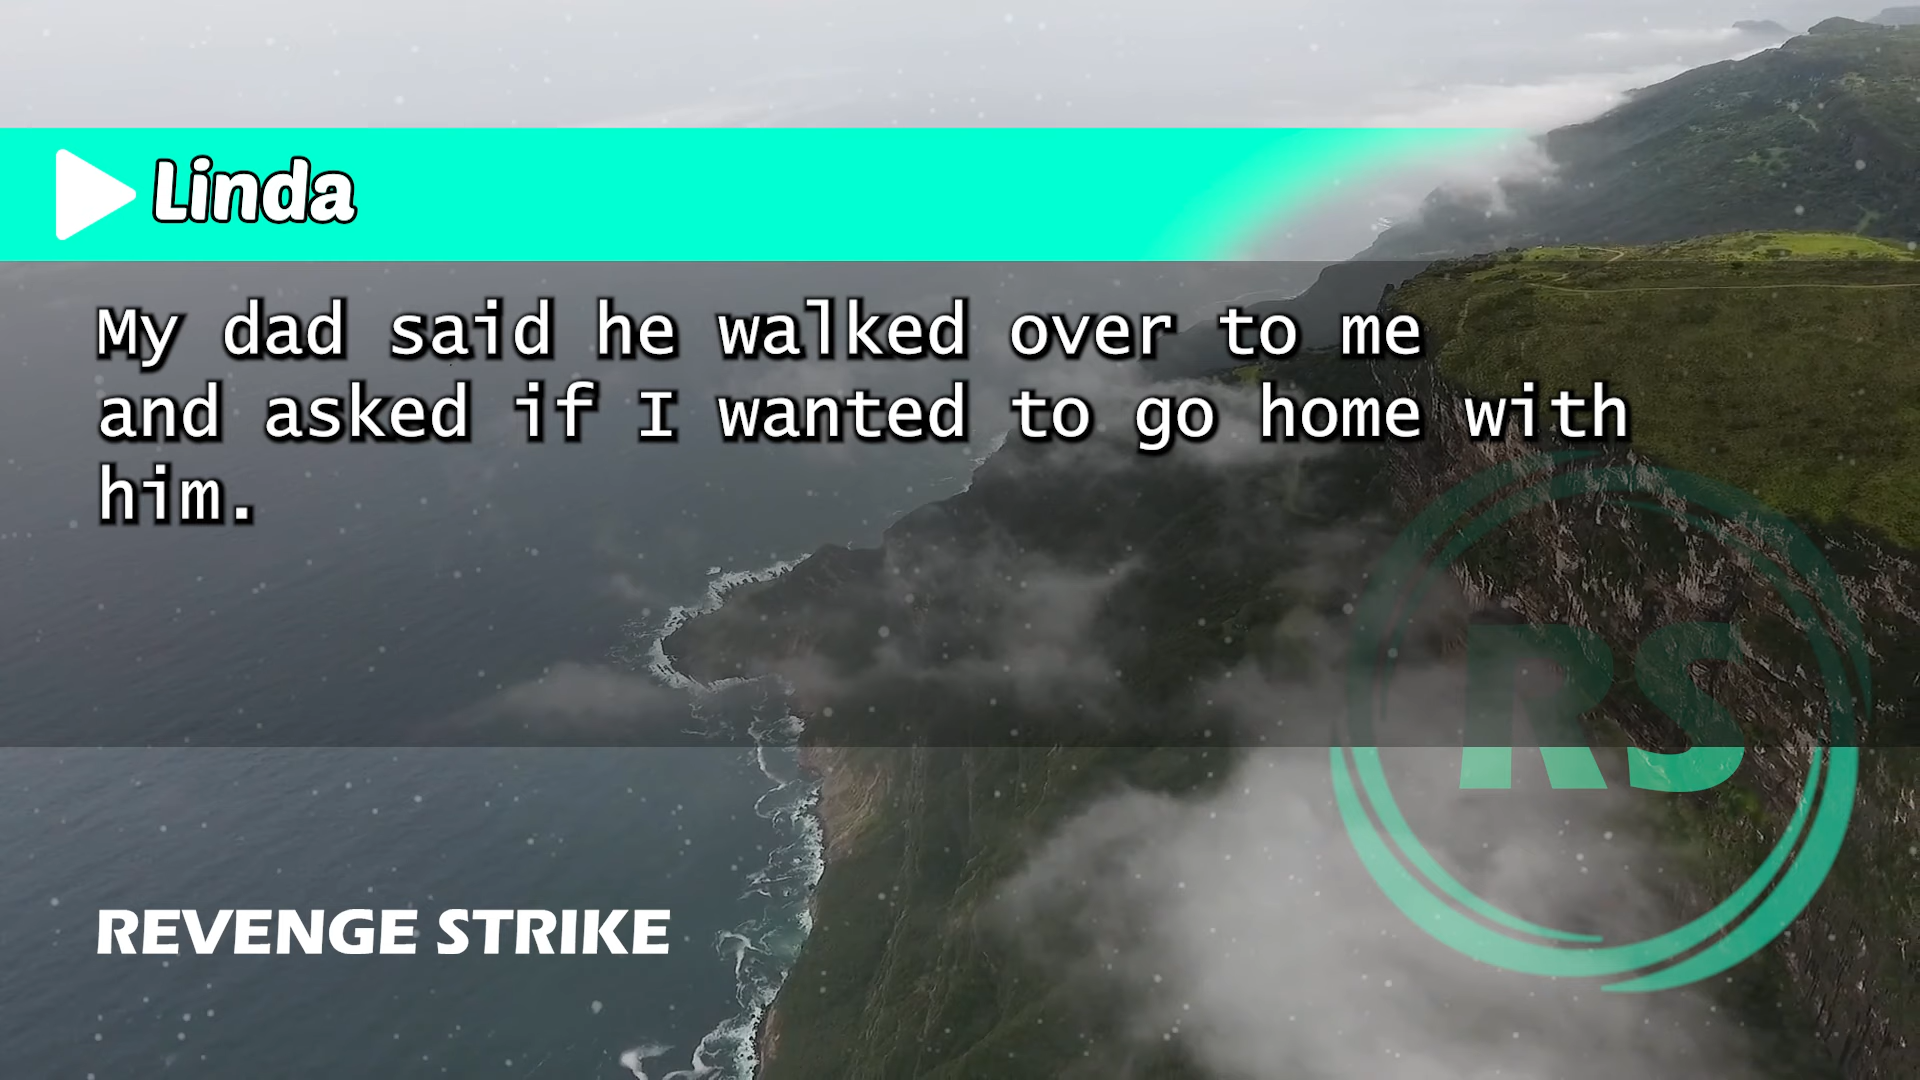 Linda
My dad said he walked over to me
and asked if I wanted to go home with
him.
RS
REVENGE STRIKE